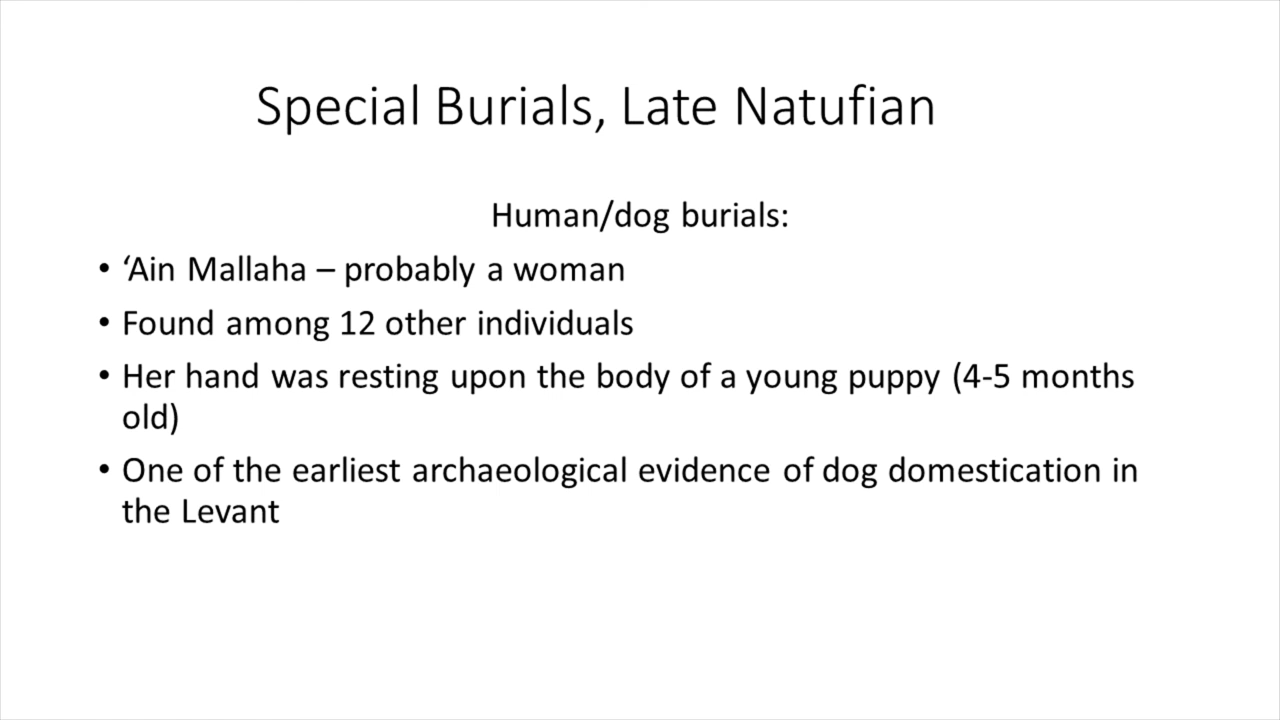 Special Burials, Late Natufian
Human/dog burials:
• ‘Ain Mallaha – probably a woman
• Found among 12 other individuals
• Her hand was resting upon the body of a young puppy (4-5 months
old)
• One of the earliest archaeological evidence of dog domestication in
the Levant